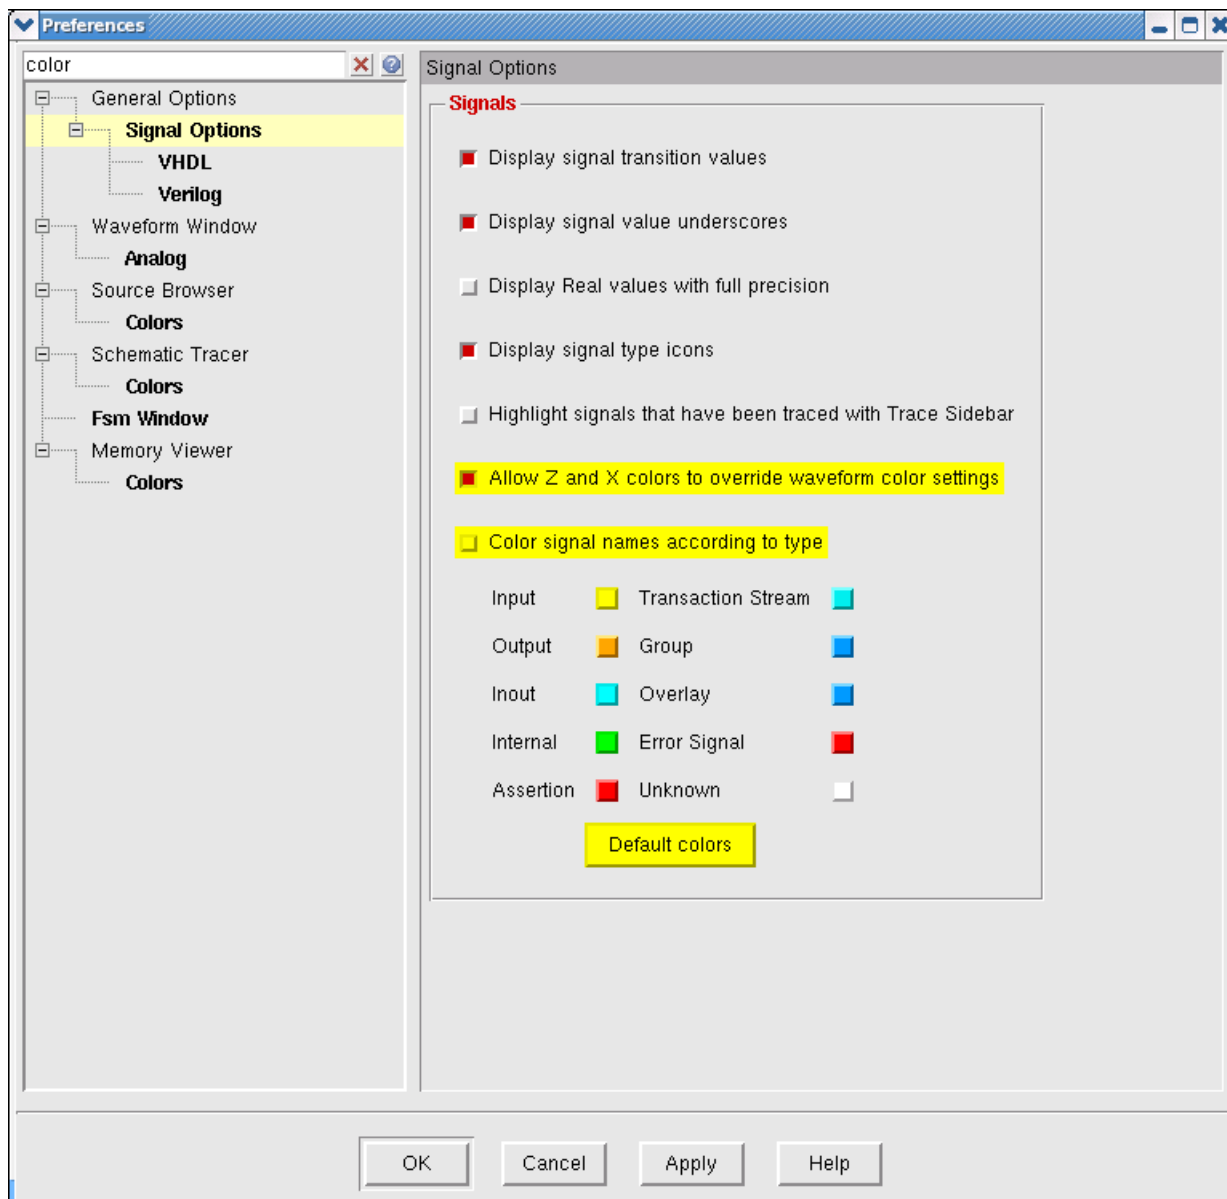 Preferences
color
General Options
Signal Options
VHDL
Verilog
Waveform Window
Analog
Source Browser
Colors
Schematic Tracer
Colors
Fsm Window
Memory Viewer
Colors
Signal Options
Signals
Display signal transition values
Display signal value underscores
Display Real values with full precision
Display signal type icons
Highlight signals that have been traced with Trace Sidebar
Allow Z and X colors to override waveform color settings
Color signal names according to type
Input Transaction Stream
Output Group
Inout Overlay
Internal Error Signal
Assertion Unknown
Default colors
OK Cancel Apply Help